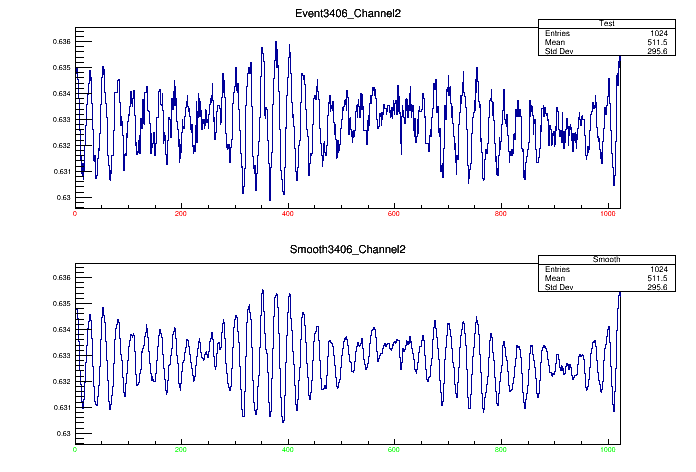 Event3406_Channel2
Test
Entries 1024
Mean 511.5
Std Dev 295.6
0.636
0.635
0.634
0.633
0.632
0.631
0.63
0 200 400 600 800 1000
Smooth3406_Channel2
Smooth
Entries 1024
Mean 511.5
Std Dev 295.6
0.636
0.635
0.634
0.633
0.632
0.631
0.63
0 200 400 600 800 1000